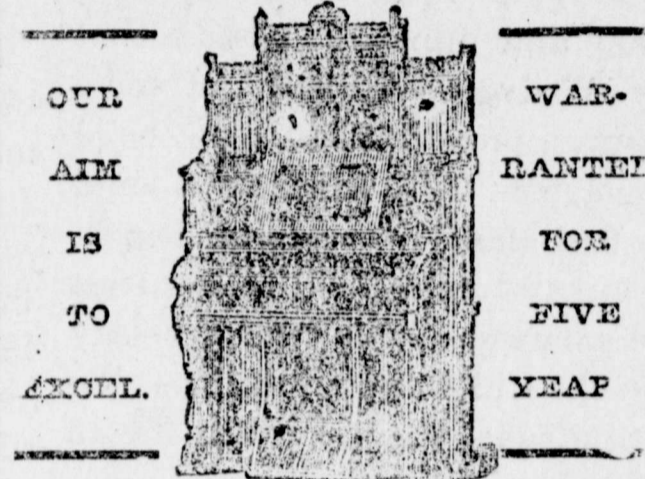 OUR
AIM
IS
TO
EXCEL.
WAR-
RANTED
FOR
FIVE
YEAR